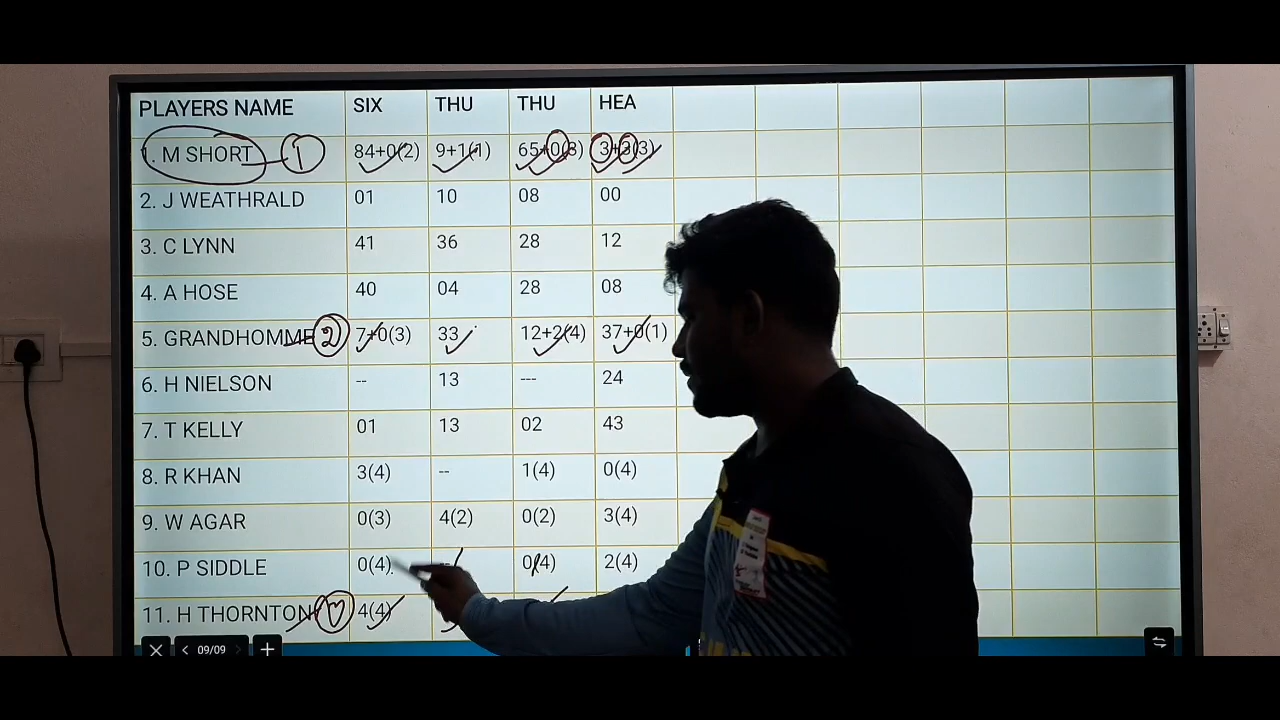 PLAYERS NAME SIX THU THU HEA
1. M SHORT 1 84+0(2) 9+1(1) 65+0(3) 3+3(3)
2. J WEATHRALD 01 10 08 00
3. C LYNN 41 36 28 12
4. A HOSE 40 04 28 08
5. GRANDHOMME 2 7+0(3) 33 12+2(4) 37+0(1)
6. H NIELSON -- 13 --- 24
7. T KELLY 01 13 02 43
8. R KHAN 3(4) -- 1(4) 0(4)
9. W AGAR 0(3) 4(2) 0(2) 3(4)
10. P SIDDLE 0(4) 0(4) 2(4)
11. H THORNTON 4(4)
09/09